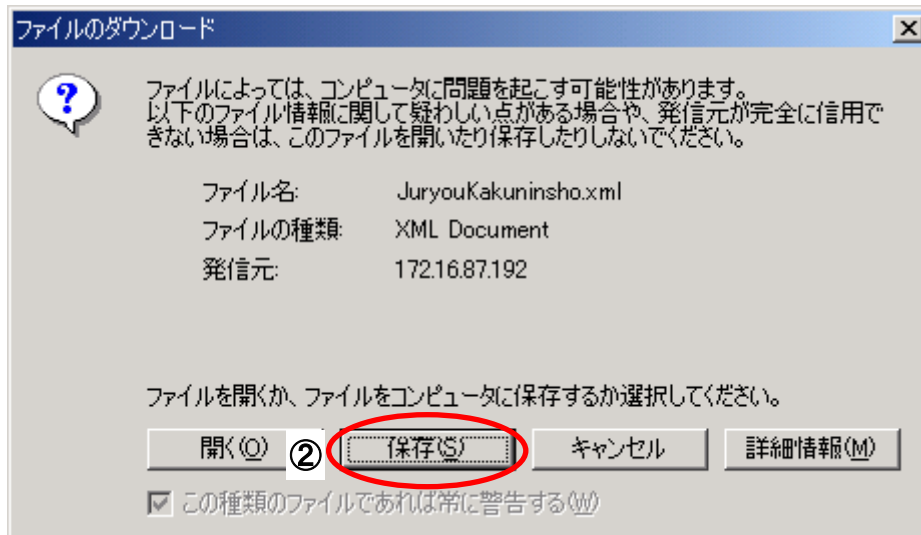 ファイルのダウンロード
ファイルによっては、コンピュータに問題を起こす可能性があります。
以下のファイル情報に関して疑わしい点がある場合や、発信元が完全に信用で
きない場合は、このファイルを開いたり保存したりしないでください。
ファイル名: JuryouKakuninsho.xml
ファイルの種類: XML Document
発信元: 172.16.87.192
ファイルを開くか、ファイルをコンピュータに保存するか選択してください。
開く(O) ② 保存(S) キャンセル 詳細情報(M)
この種類のファイルであれば常に警告する(W)